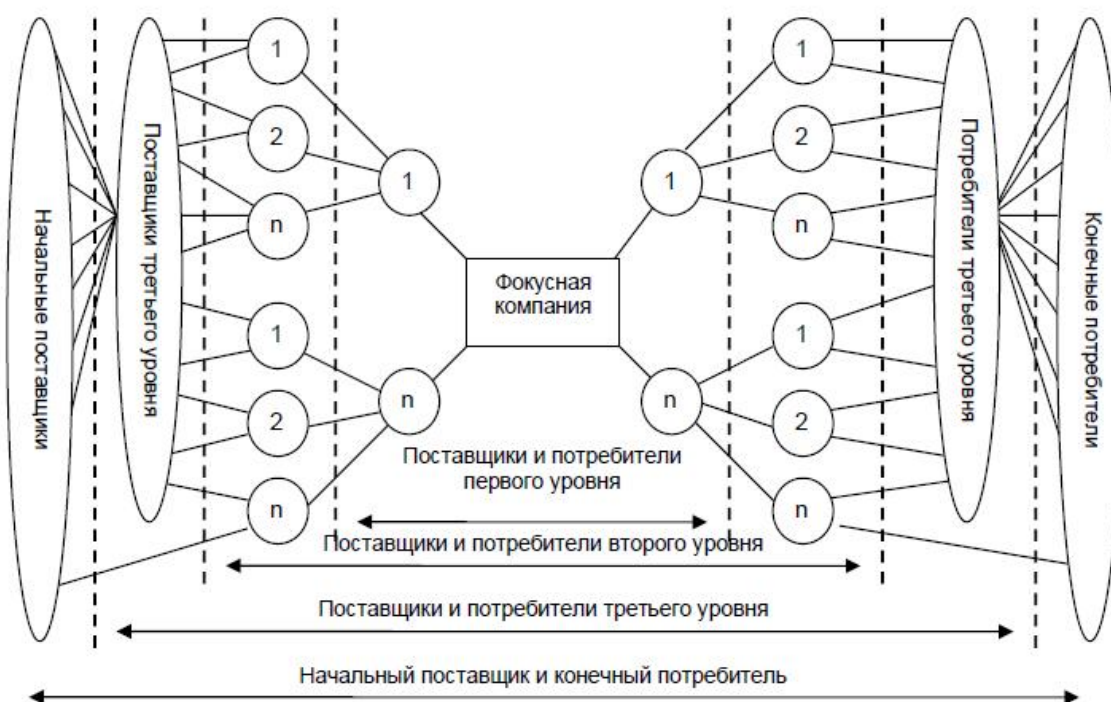 Начальные поставщики
Поставщики третьего уровня
1
2
n
1
2
n
1
n
Фокусная
компания
1
n
1
2
n
1
2
n
Потребители третьего уровня
Конечные потребители
Поставщики и потребители
первого уровня
Поставщики и потребители второго уровня
Поставщики и потребители третьего уровня
Начальный поставщик и конечный потребитель